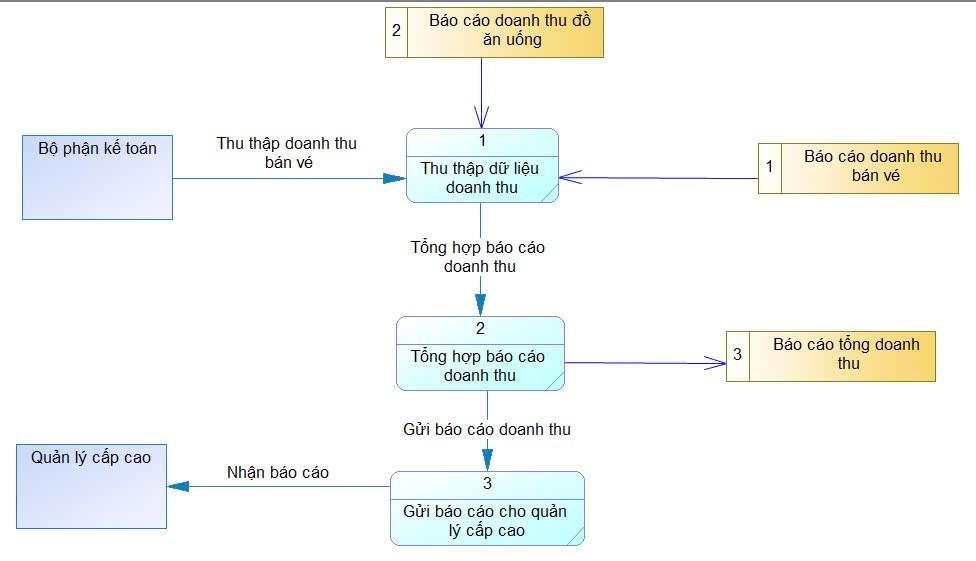 2
Báo cáo doanh thu đồ
ăn uống
Bộ phận kế toán
Thu thập doanh thu
bán vé
1
Thu thập dữ liệu
doanh thu
1
Báo cáo doanh thu
bán vé
Tổng hợp báo cáo
doanh thu
2
Tổng hợp báo cáo
doanh thu
3
Báo cáo tổng doanh
thu
Gửi báo cáo doanh thu
Quản lý cấp cao
Nhận báo cáo
3
Gửi báo cáo cho quản
lý cấp cao